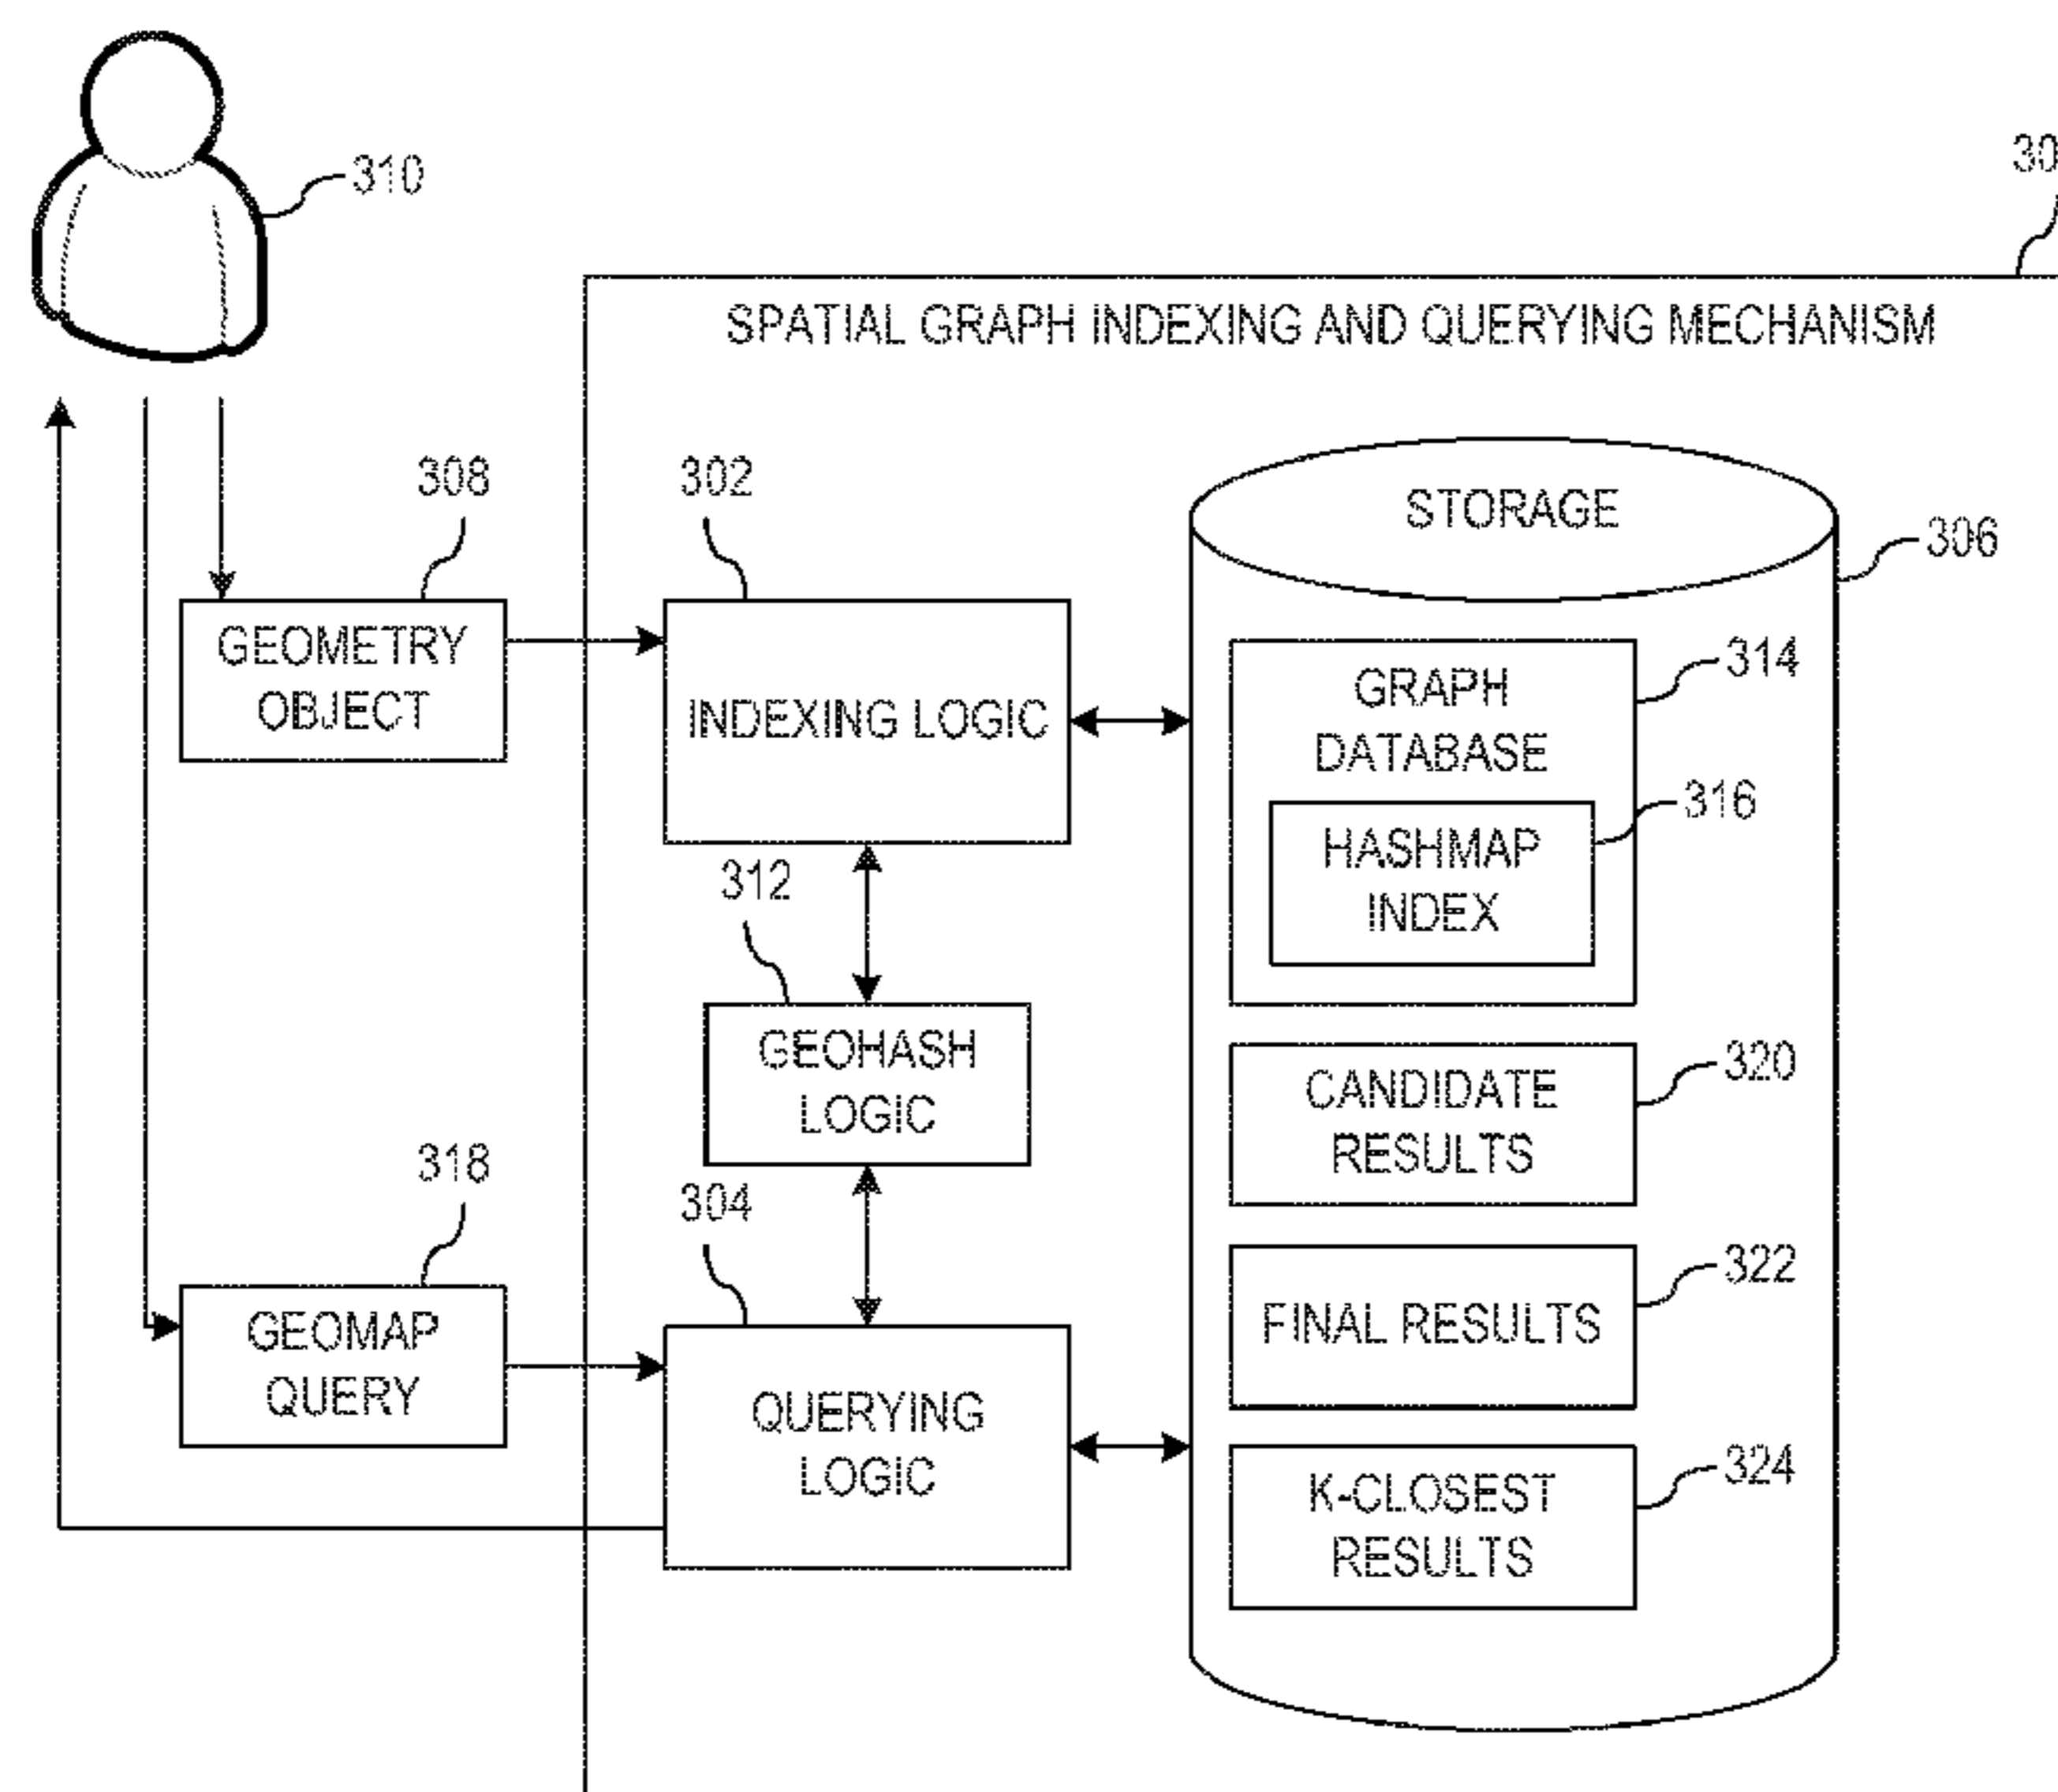 310
30
SPATIAL GRAPH INDEXING AND QUERYING MECHANISM
308
302
STORAGE
306
GEOMETRY
OBJECT
INDEXING LOGIC
314
GRAPH
DATABASE
316
HASHMAP
INDEX
312
GEOHASH
LOGIC
320
CANDIDATE
RESULTS
318
304
322
FINAL RESULTS
GEOMAP
QUERY
QUERYING
LOGIC
324
K-CLOSEST
RESULTS